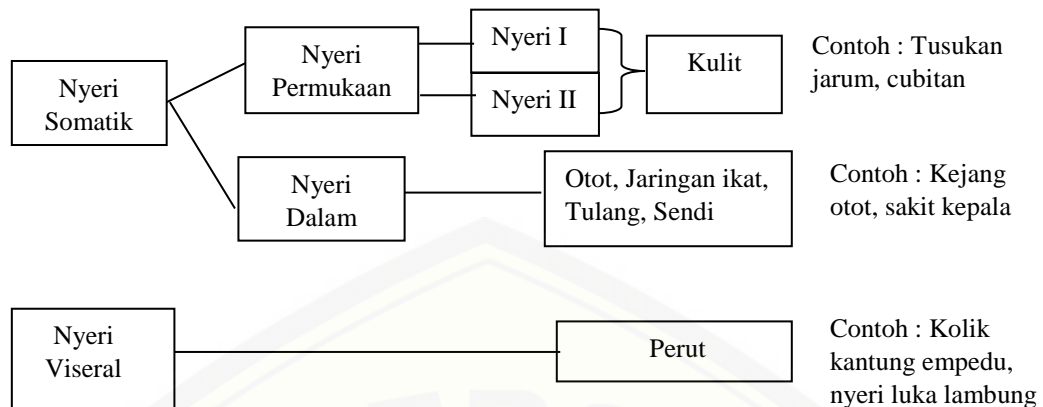 Nyeri
Somatik
Nyeri
Permukaan
Nyeri I
Nyeri II
Kulit
Contoh : Tusukan
jarum, cubitan
Nyeri
Dalam
Otot, Jaringan ikat,
Tulang, Sendi
Contoh : Kejang
otot, sakit kepala
Nyeri
Viseral
Perut
Contoh : Kolik
kantung empedu,
nyeri luka lambung